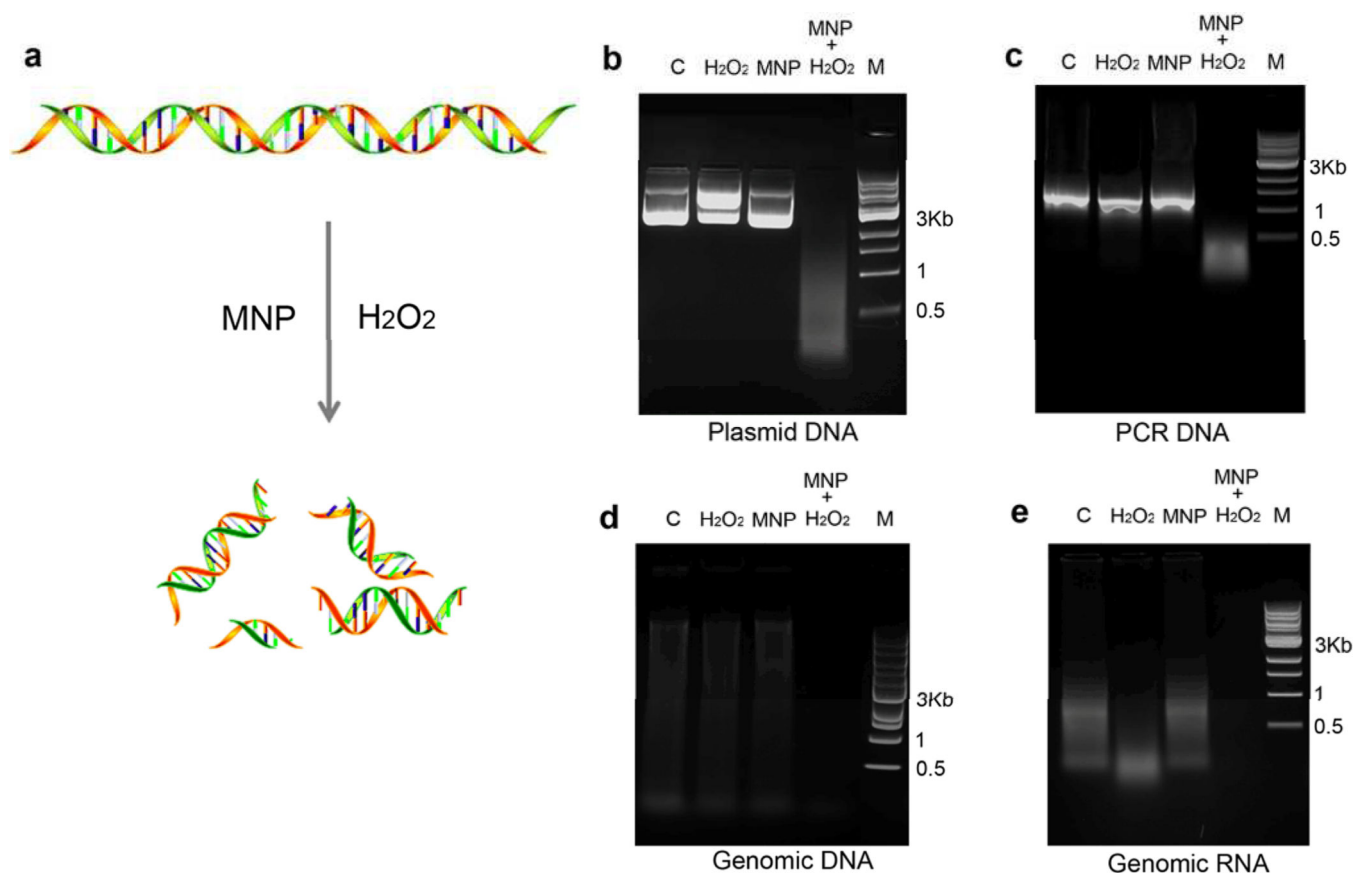 a
MNP H2O2
b
MNP
+
C H2O2 MNP H2O2 M
3Kb
1
0.5
Plasmid DNA
c
MNP
+
C H2O2 MNP H2O2 M
3Kb
1
0.5
PCR DNA
d
MNP
+
C H2O2 MNP H2O2 M
3Kb
1
0.5
Genomic DNA
e
MNP
+
C H2O2 MNP H2O2 M
3Kb
1
0.5
Genomic RNA